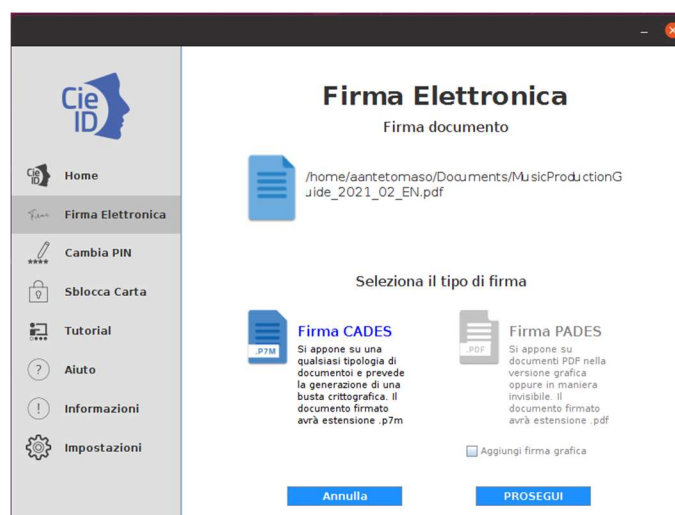 Cie
ID
Home
Firma Elettronica
Cambia PIN
Sblocca Carta
Tutorial
Aiuto
Informazioni
Impostazioni
Firma Elettronica
Firma documento
/home/aantetomaso/Documents/MusicProductionG
uide_2021_02_EN.pdf
Seleziona il tipo di firma
.P7M
Firma CADES
Si appone su una
qualsiasi tipologia di
documentoi e prevede
la generazione di una
busta crittografica. Il
documento firmato
avrà estensione .p7m
.PDF
Firma PADES
Si appone su
documenti PDF nella
versione grafica
oppure in maniera
invisibile. Il
documento firmato
avrà estensione .pdf
Aggiungi firma grafica
Annulla
PROSEGUI